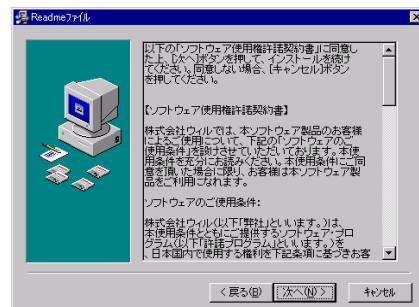 Readmeファイル
以下の「ソフトウェア使用権許諾契約書」に同意し
た上、[次へ]ボタンを押して、インストールを続け
てください。同意しない場合、[キャンセル]ボタン
を押してください。
【ソフトウェア使用権許諾契約書】
株式会社ウィルでは、本ソフトウェア製品のお客様
によるご使用について、下記の「ソフトウェアのご
使用条件」を設けさせていただいております。本使
用条件を充分にお読みください。本使用条件にご同
意を頂いた場合に限り、お客様は本ソフトウェア製
品をご利用になれます。
ソフトウェアのご使用条件:
株式会社ウィル(以下「弊社」といいます。)は、
本使用条件とともにご提供するソフトウェア・プロ
グラム(以下「許諾プログラム」といいます。)を
、日本国内で使用する権利を下記条項に基づきお客
< 戻る(B)
次へ(N) >
キャンセル